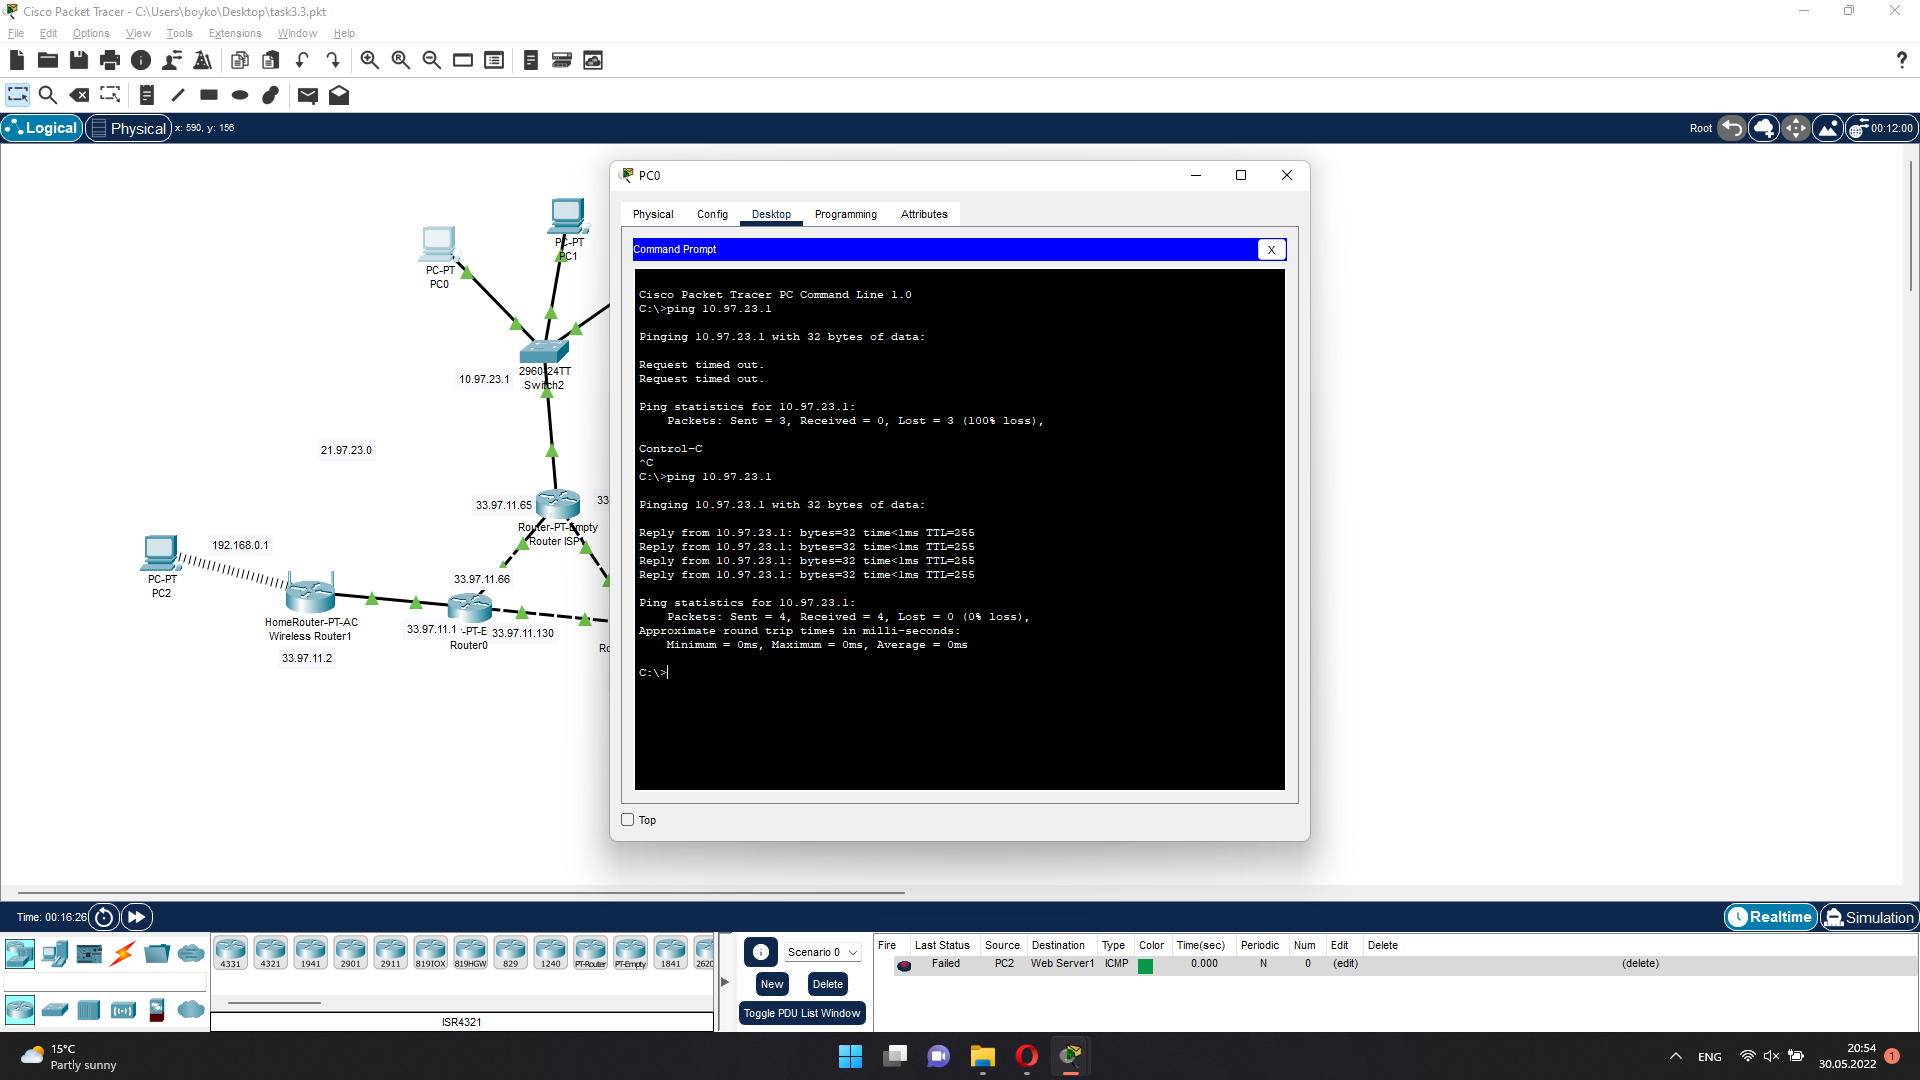 Cisco Packet Tracer - C:\Users\boyko\Desktop\task3.3.pkt
File Edit Options View Tools Extensions Window Help
Logical Physical x: 590, y: 156
Root 00:12:00
PC0
Physical Config Desktop Programming Attributes
Command Prompt X
Cisco Packet Tracer PC Command Line 1.0
C:\>ping 10.97.23.1
Pinging 10.97.23.1 with 32 bytes of data:
Request timed out.
Request timed out.
Ping statistics for 10.97.23.1:
Packets: Sent = 3, Received = 0, Lost = 3 (100% loss),
Control-C
^C
C:\>ping 10.97.23.1
Pinging 10.97.23.1 with 32 bytes of data:
Reply from 10.97.23.1: bytes=32 time<1ms TTL=255
Reply from 10.97.23.1: bytes=32 time<1ms TTL=255
Reply from 10.97.23.1: bytes=32 time<1ms TTL=255
Reply from 10.97.23.1: bytes=32 time<1ms TTL=255
Ping statistics for 10.97.23.1:
Packets: Sent = 4, Received = 4, Lost = 0 (0% loss),
Approximate round trip times in milli-seconds:
Minimum = 0ms, Maximum = 0ms, Average = 0ms
C:\>
Top
PC-PT
PC1
PC-PT
PC0
2960-24TT
Switch2
10.97.23.1
21.97.23.0
33.97.11.65
33
Router-PT-Empty
Router ISP
192.168.0.1
PC-PT
PC2
33.97.11.66
HomeRouter-PT-AC
Wireless Router1
33.97.11.2
33.97.11.1
-PT-E
Router0
33.97.11.130
Ro
Time: 00:16:26
Realtime Simulation
4331 4321 1941 2901 2911 819IOX 819HGW 829 1240 PT-Router PT-Empty 1841 2620
ISR4321
Scenario 0
New Delete
Toggle PDU List Window
Fire Last Status Source Destination Type Color Time(sec) Periodic Num Edit Delete
Failed PC2 Web Server1 ICMP 0.000 N 0 (edit) (delete)
15°C
Partly sunny
ENG
20:54
30.05.2022
1